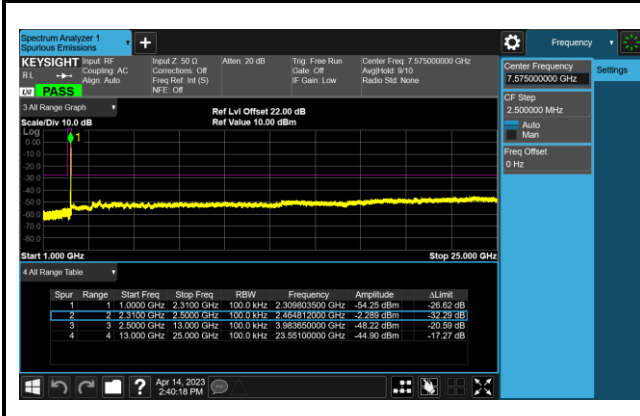 Spectrum Analyzer 1
Spurious Emissions
Frequency
KEYSIGHT
RL
LXI
PASS
Input: RF
Coupling: AC
Align: Auto
Input Z: 50 Ω
Corrections: Off
Freq Ref: Int (S)
NFE: Off
Atten: 20 dB
Trig: Free Run
Gate: Off
IF Gain: Low
Center Freq: 7.575000000 GHz
Avg|Hold: 9/10
Radio Std: None
Center Frequency
7.575000000 GHz
Settings
CF Step
2.500000 MHz
Auto
Man
Freq Offset
0 Hz
3 All Range Graph
Scale/Div 10.0 dB
Ref Lvl Offset 22.00 dB
Ref Value 10.00 dBm
Log
1
0.00
-10.0
-20.0
-30.0
-40.0
-50.0
-60.0
-70.0
-80.0
Start 1.000 GHz
Stop 25.000 GHz
4 All Range Table
Spur Range Start Freq Stop Freq RBW Frequency Amplitude ΔLimit
1 1 1.0000 GHz 2.3100 GHz 100.0 kHz 2.309803500 GHz -54.25 dBm -26.62 dB
2 2 2.3100 GHz 2.5000 GHz 100.0 kHz 2.464812000 GHz -2.289 dBm -32.29 dB
3 3 2.5000 GHz 13.000 GHz 100.0 kHz 3.983650000 GHz -48.22 dBm -20.59 dB
4 4 13.000 GHz 25.000 GHz 100.0 kHz 23.55100000 GHz -44.90 dBm -17.27 dB
?
Apr 14, 2023
2:40:18 PM